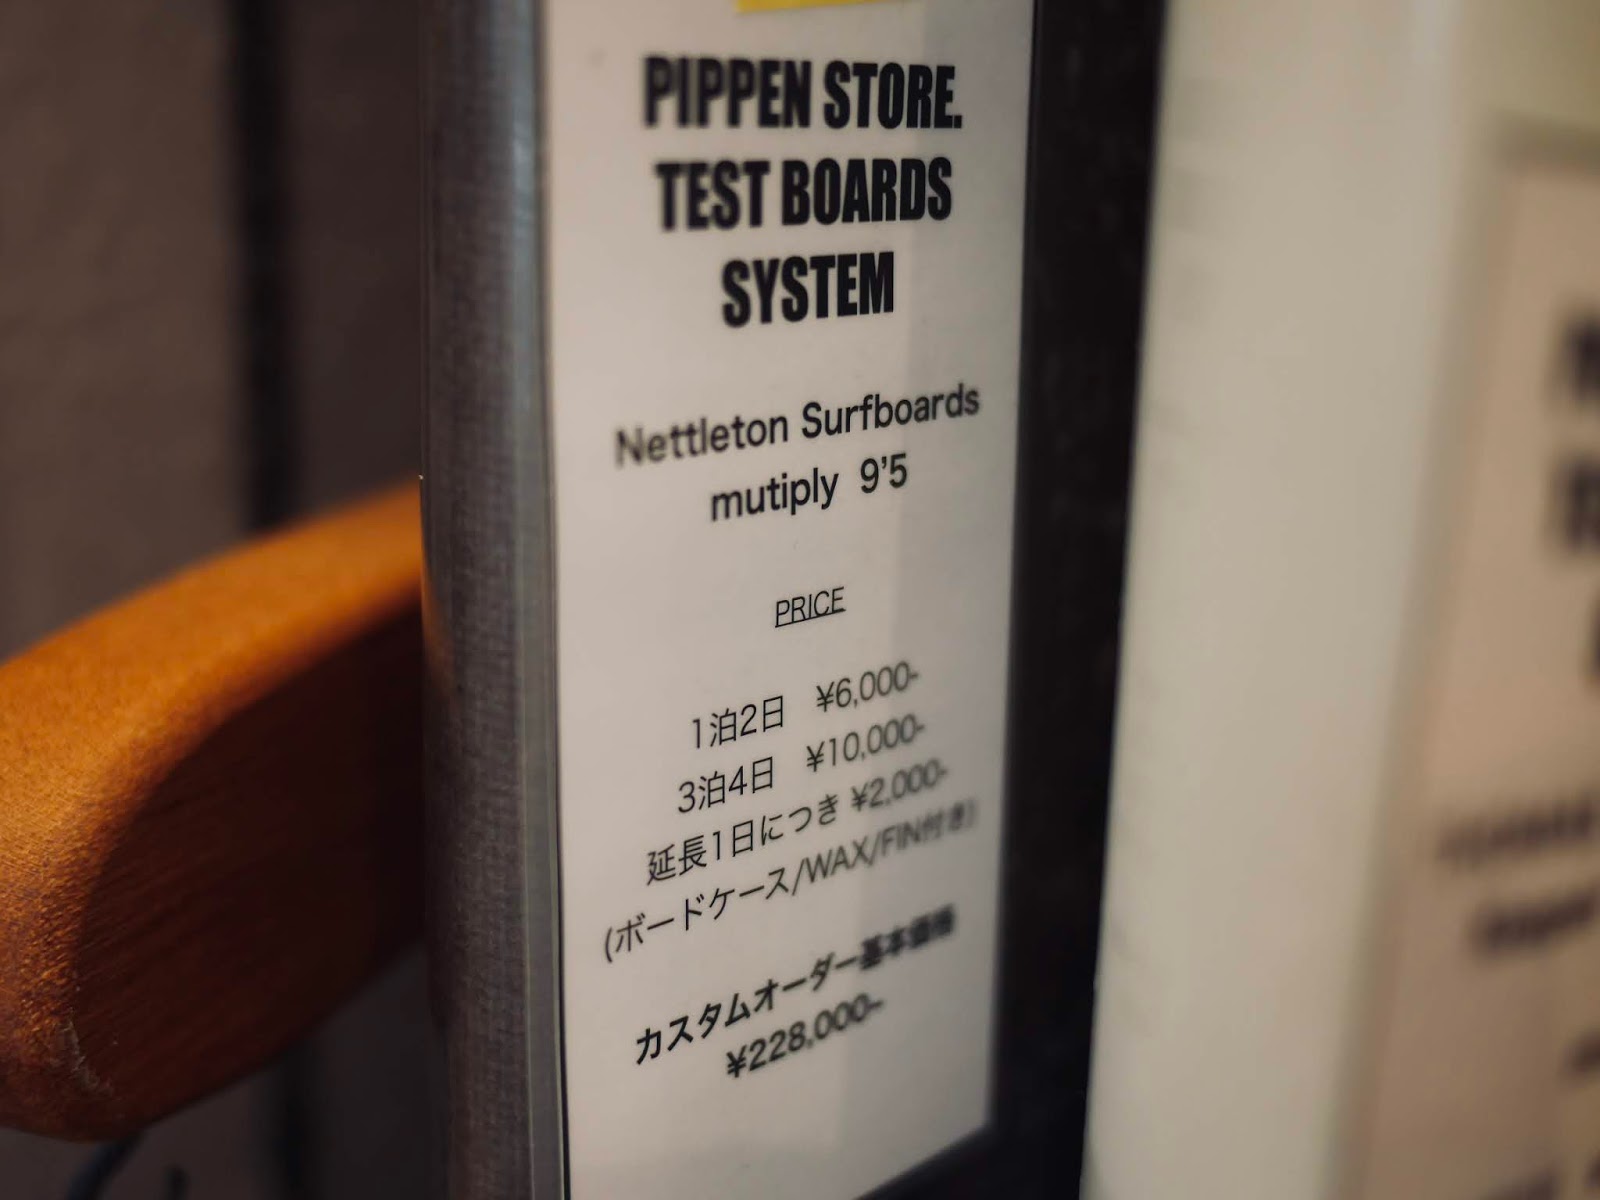 PIPPEN STORE.
TEST BOARDS
SYSTEM
Nettleton Surfboards
mutiply 9'5
PRICE
1泊2日 ¥6,000-
3泊4日 ¥10,000-
延長1日につき ¥2,000-
(ボードケース/WAX/FIN付き)
カスタムオーダー基本価格
¥228,000-